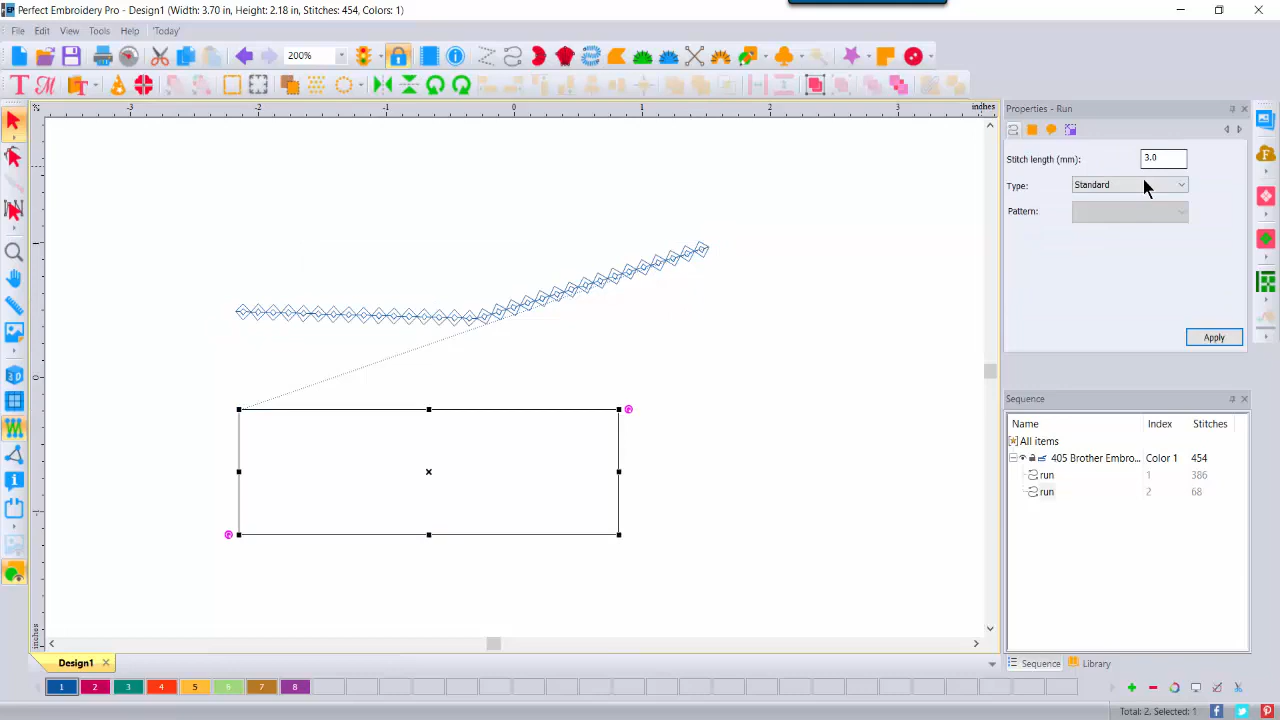 Perfect Embroidery Pro - Design1 (Width: 3.70 in, Height: 2.18 in, Stitches: 454, Colors: 1)
File Edit View Tools Help 'Today'
200%
-3 -2 -1 0 1 2 3 inches
0
inches
inches
Properties - Run
Stitch length (mm): 3.0
Type: Standard
Pattern:
Apply
Sequence
Name Index Stitches
All items
405 Brother Embro... Color 1 454
run 1 386
run 2 68
Design1
Sequence Library
1 2 3 4 5 6 7 8
Total: 2, Selected: 1